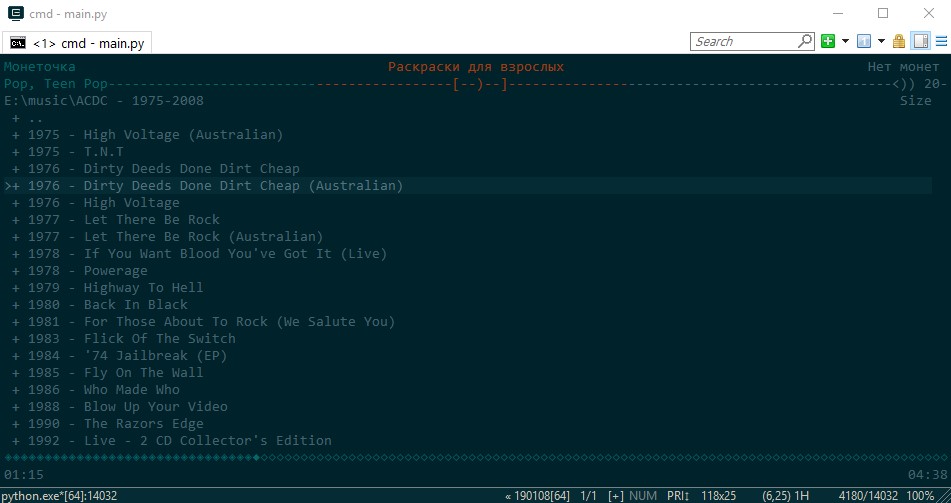 cmd - main.py
<1> cmd - main.py
Search
Монеточка Раскраски для взрослых Нет монет
Pop, Teen Pop-------------------------------------------[--)--]------------------------------------------------<)) 20-
E:\music\ACDC - 1975-2008 Size
+ ..
+ 1975 - High Voltage (Australian)
+ 1975 - T.N.T
+ 1976 - Dirty Deeds Done Dirt Cheap
>+ 1976 - Dirty Deeds Done Dirt Cheap (Australian)
+ 1976 - High Voltage
+ 1977 - Let There Be Rock
+ 1977 - Let There Be Rock (Australian)
+ 1978 - If You Want Blood You've Got It (Live)
+ 1978 - Powerage
+ 1979 - Highway To Hell
+ 1980 - Back In Black
+ 1981 - For Those About To Rock (We Salute You)
+ 1983 - Flick Of The Switch
+ 1984 - '74 Jailbreak (EP)
+ 1985 - Fly On The Wall
+ 1986 - Who Made Who
+ 1988 - Blow Up Your Video
+ 1990 - The Razors Edge
+ 1992 - Live - 2 CD Collector's Edition
01:15 04:38
python.exe*[64]:14032 « 190108[64] 1/1 [+] NUM PRI↕ 118x25 (6,25) 1H 4180/14032 100%